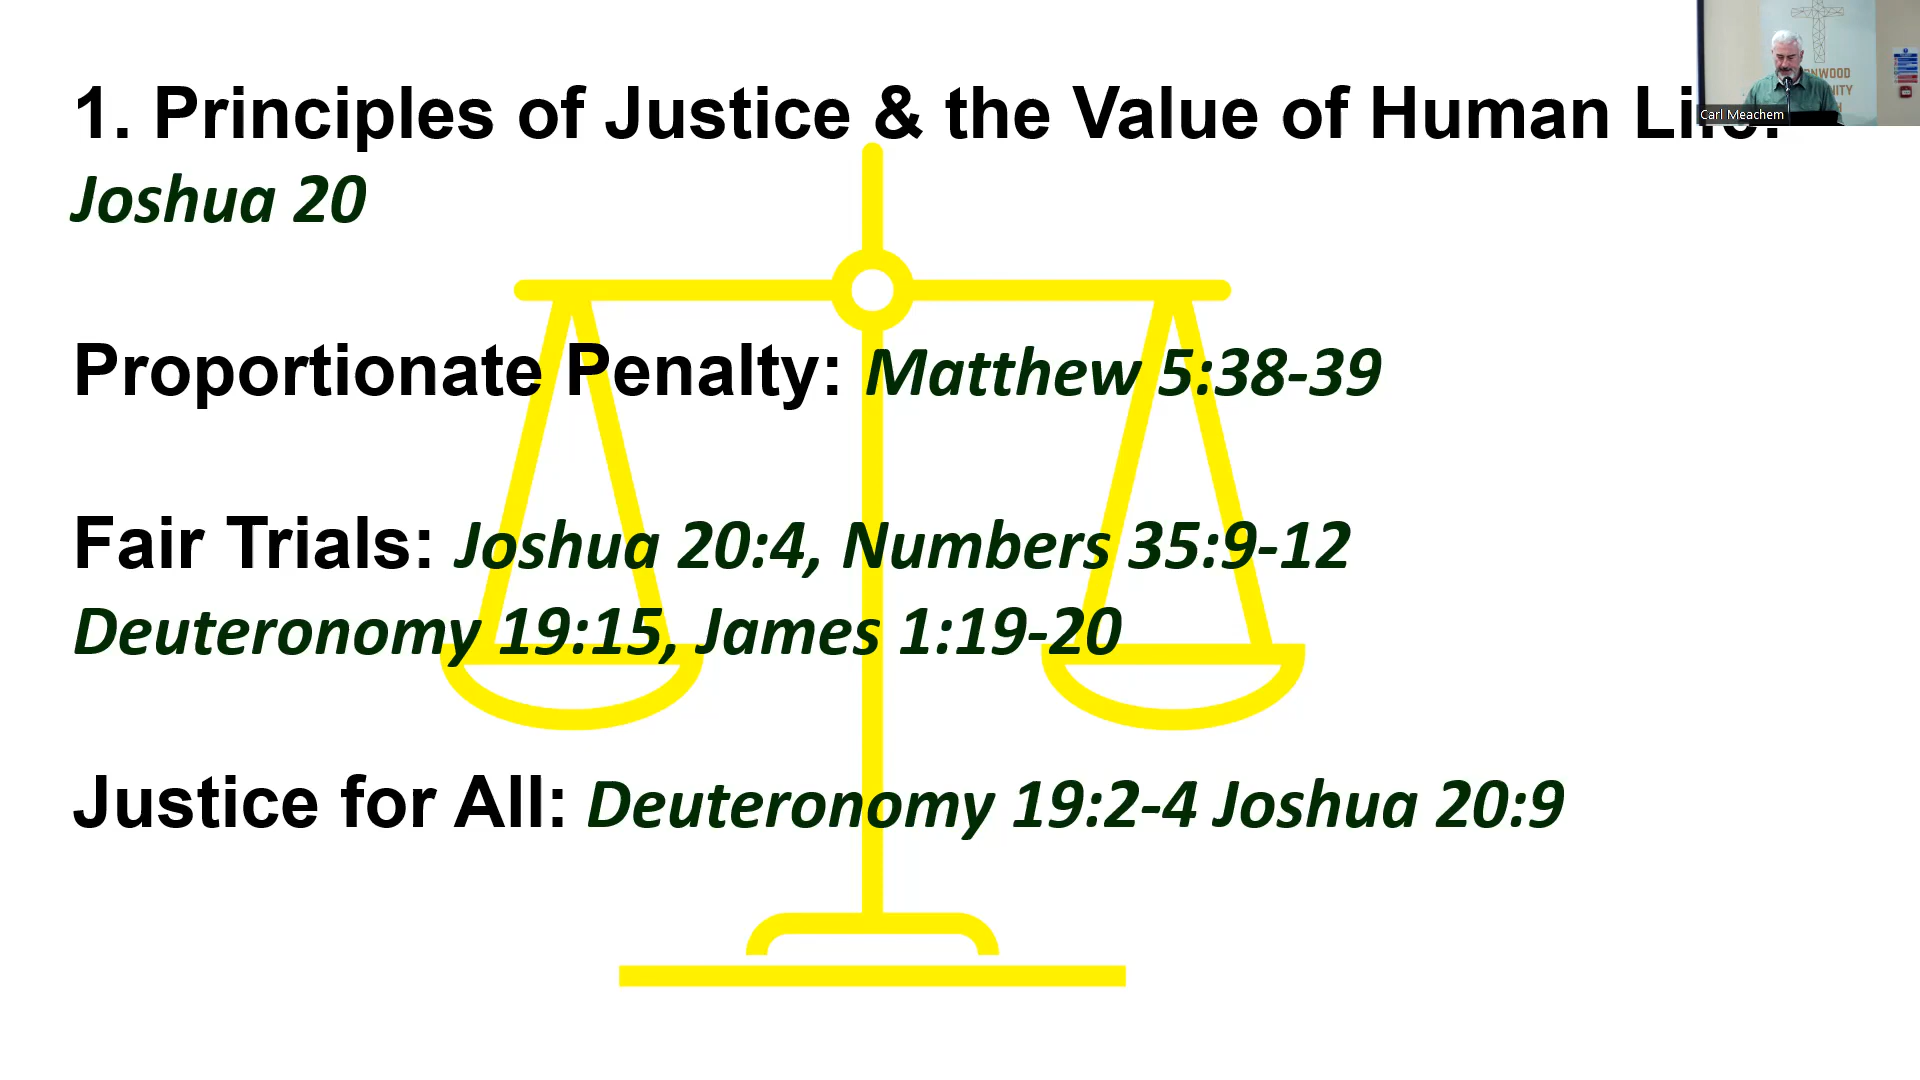 1. Principles of Justice & the Value of Human Life:
Joshua 20
Proportionate Penalty: Matthew 5:38-39
Fair Trials: Joshua 20:4, Numbers 35:9-12
Deuteronomy 19:15, James 1:19-20
Justice for All: Deuteronomy 19:2-4 Joshua 20:9
Carl Meachem